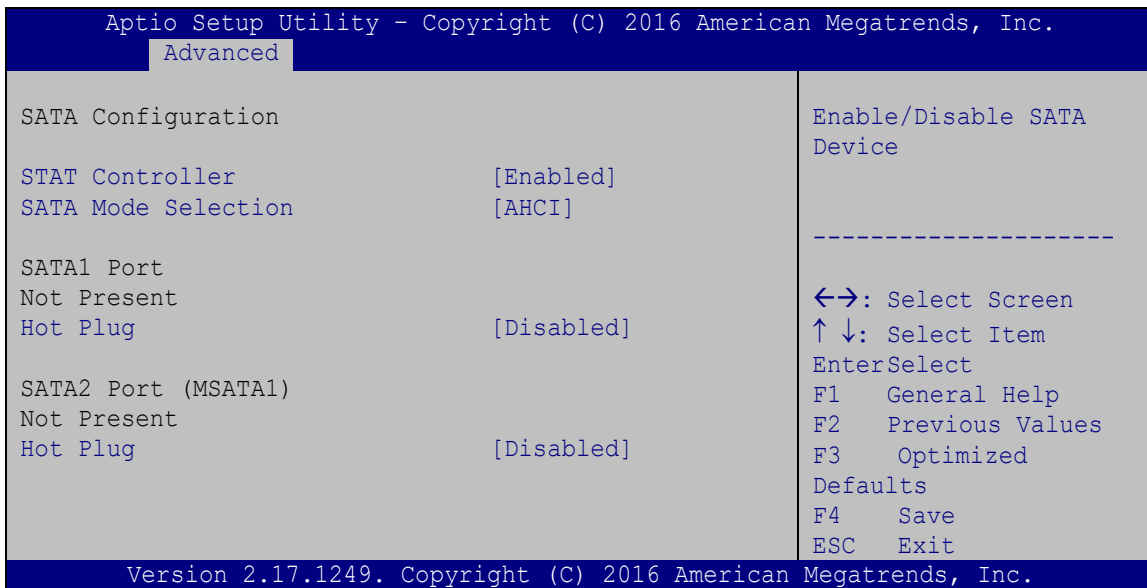 Aptio Setup Utility – Copyright (C) 2016 American Megatrends, Inc.
Advanced
SATA Configuration
STAT Controller [Enabled]
SATA Mode Selection [AHCI]
SATA1 Port
Not Present
Hot Plug [Disabled]
SATA2 Port (MSATA1)
Not Present
Hot Plug [Disabled]
Enable/Disable SATA
Device
---------------------
←→: Select Screen
↑ ↓: Select Item
EnterSelect
F1 General Help
F2 Previous Values
F3 Optimized
Defaults
F4 Save
ESC Exit
Version 2.17.1249. Copyright (C) 2016 American Megatrends, Inc.